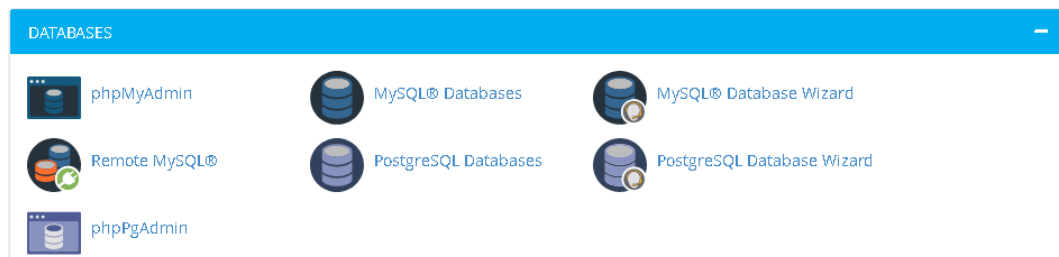 DATABASES
phpMyAdmin
MySQL® Databases
MySQL® Database Wizard
Remote MySQL®
PostgreSQL Databases
PostgreSQL Database Wizard
phpPgAdmin